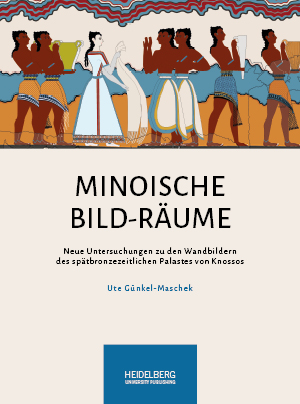 MINOISCHE
BILD-RÄUME
Neue Untersuchungen zu den Wandbildern
des spätbronzezeitlichen Palastes von Knossos
Ute Günkel-Maschek
HEIDELBERG
UNIVERSITY PUBLISHING